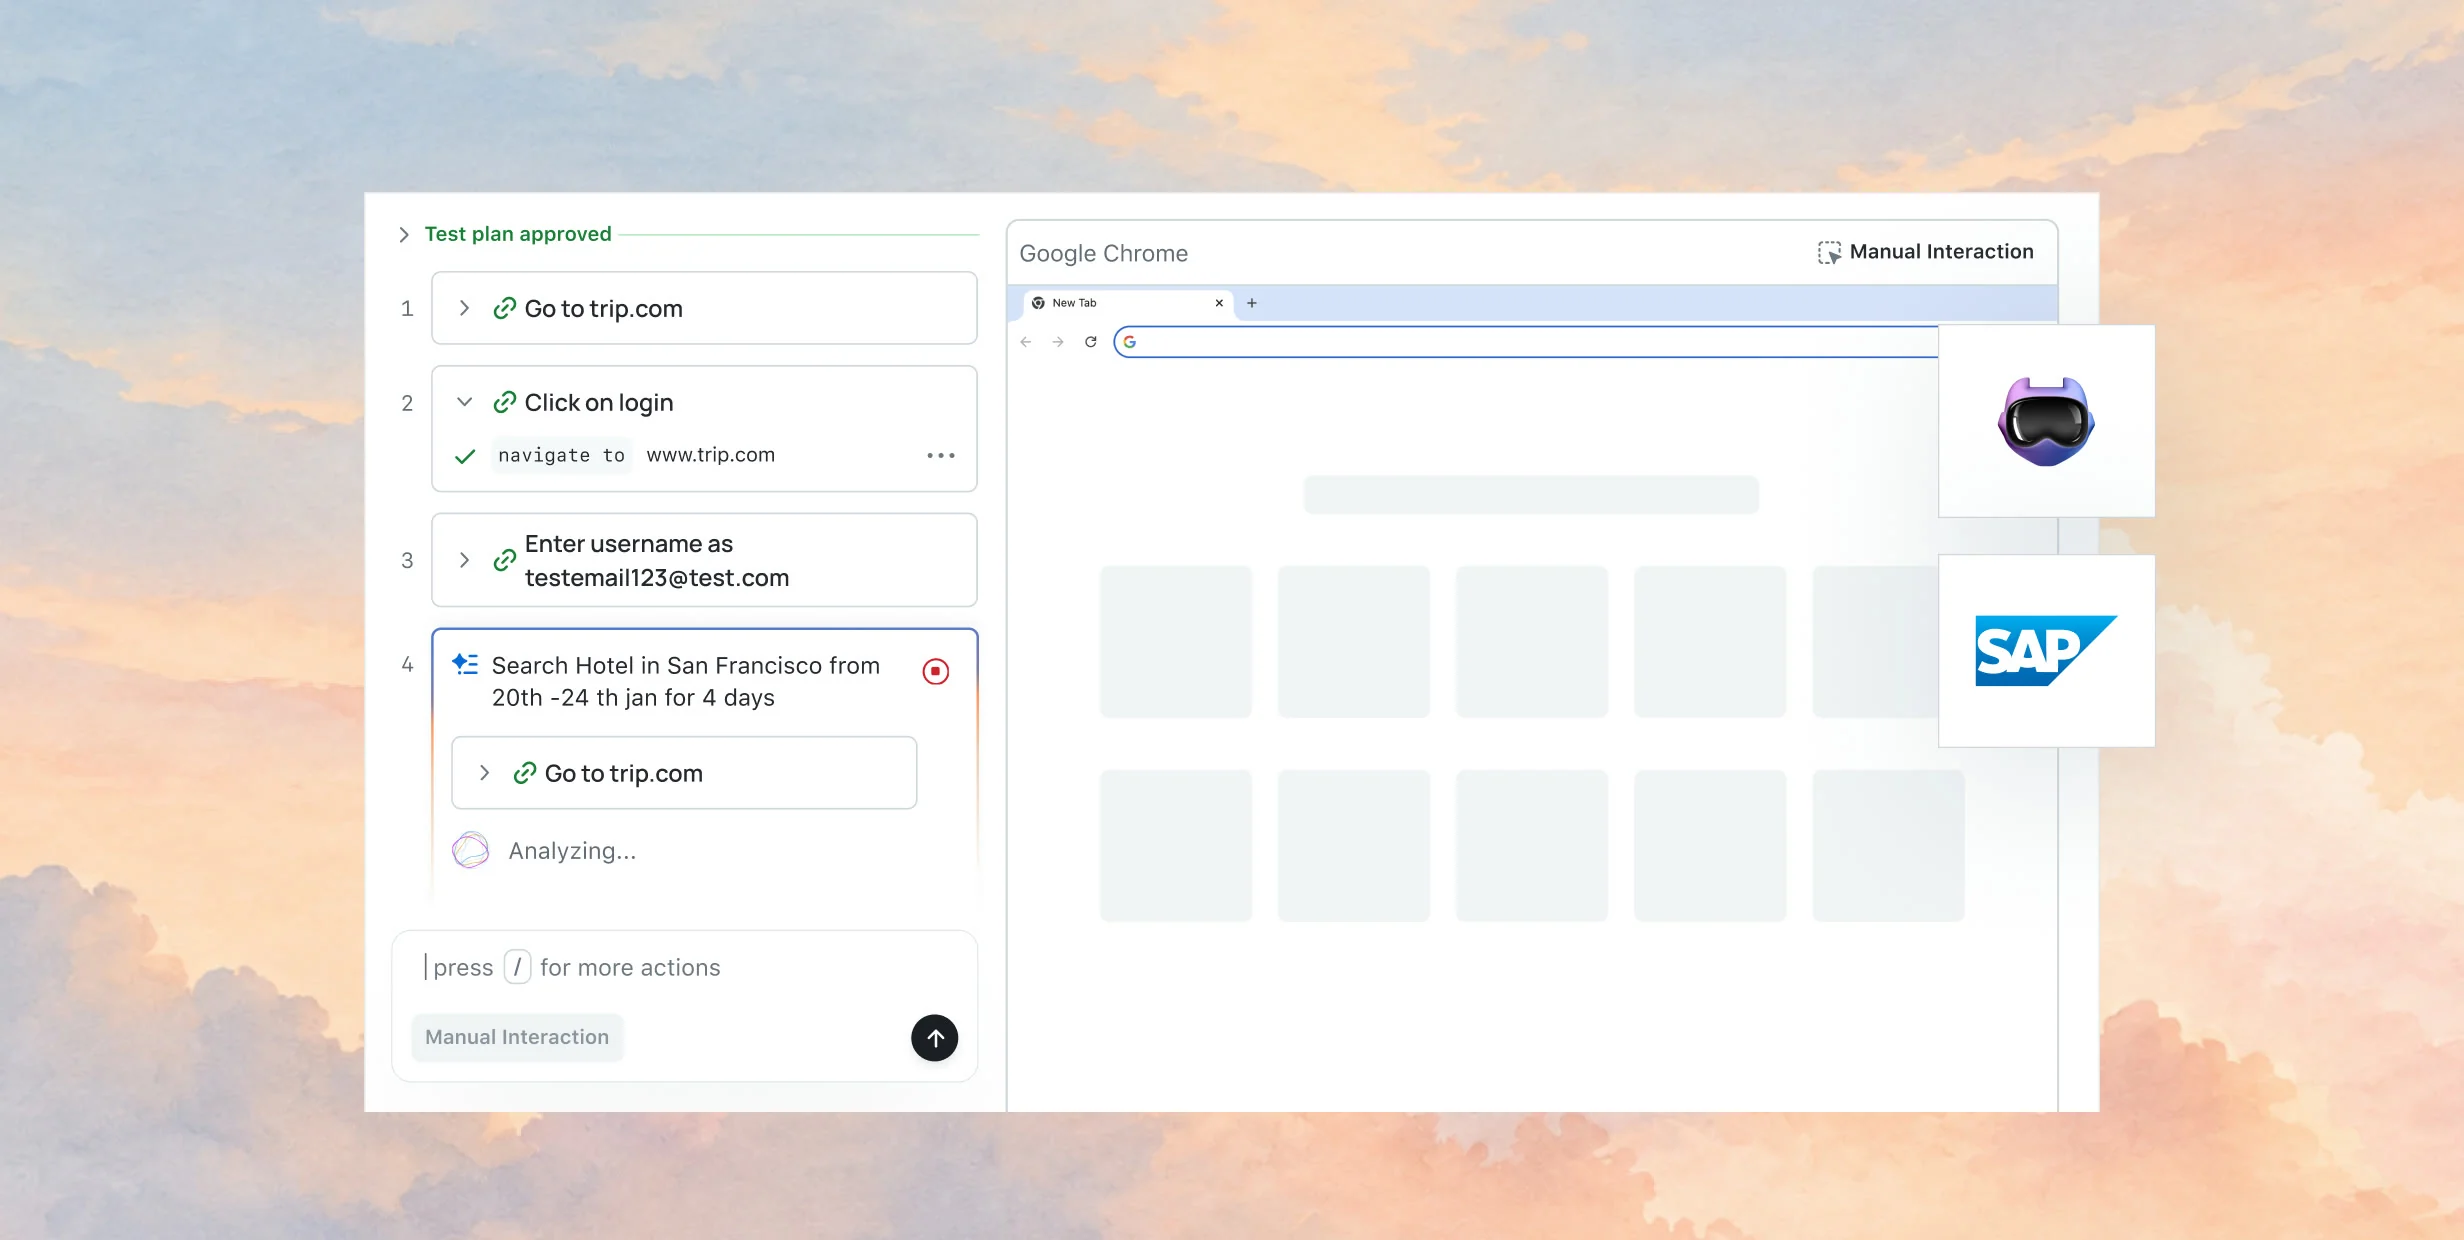 Test plan approved
1
Go to trip.com
2
Click on login
navigate to www.trip.com
3
Enter username as
testemail123@test.com
4
Search Hotel in San Francisco from
20th -24 th jan for 4 days
Go to trip.com
Analyzing...
press / for more actions
Manual Interaction
Google Chrome
Manual Interaction
New Tab
SAP